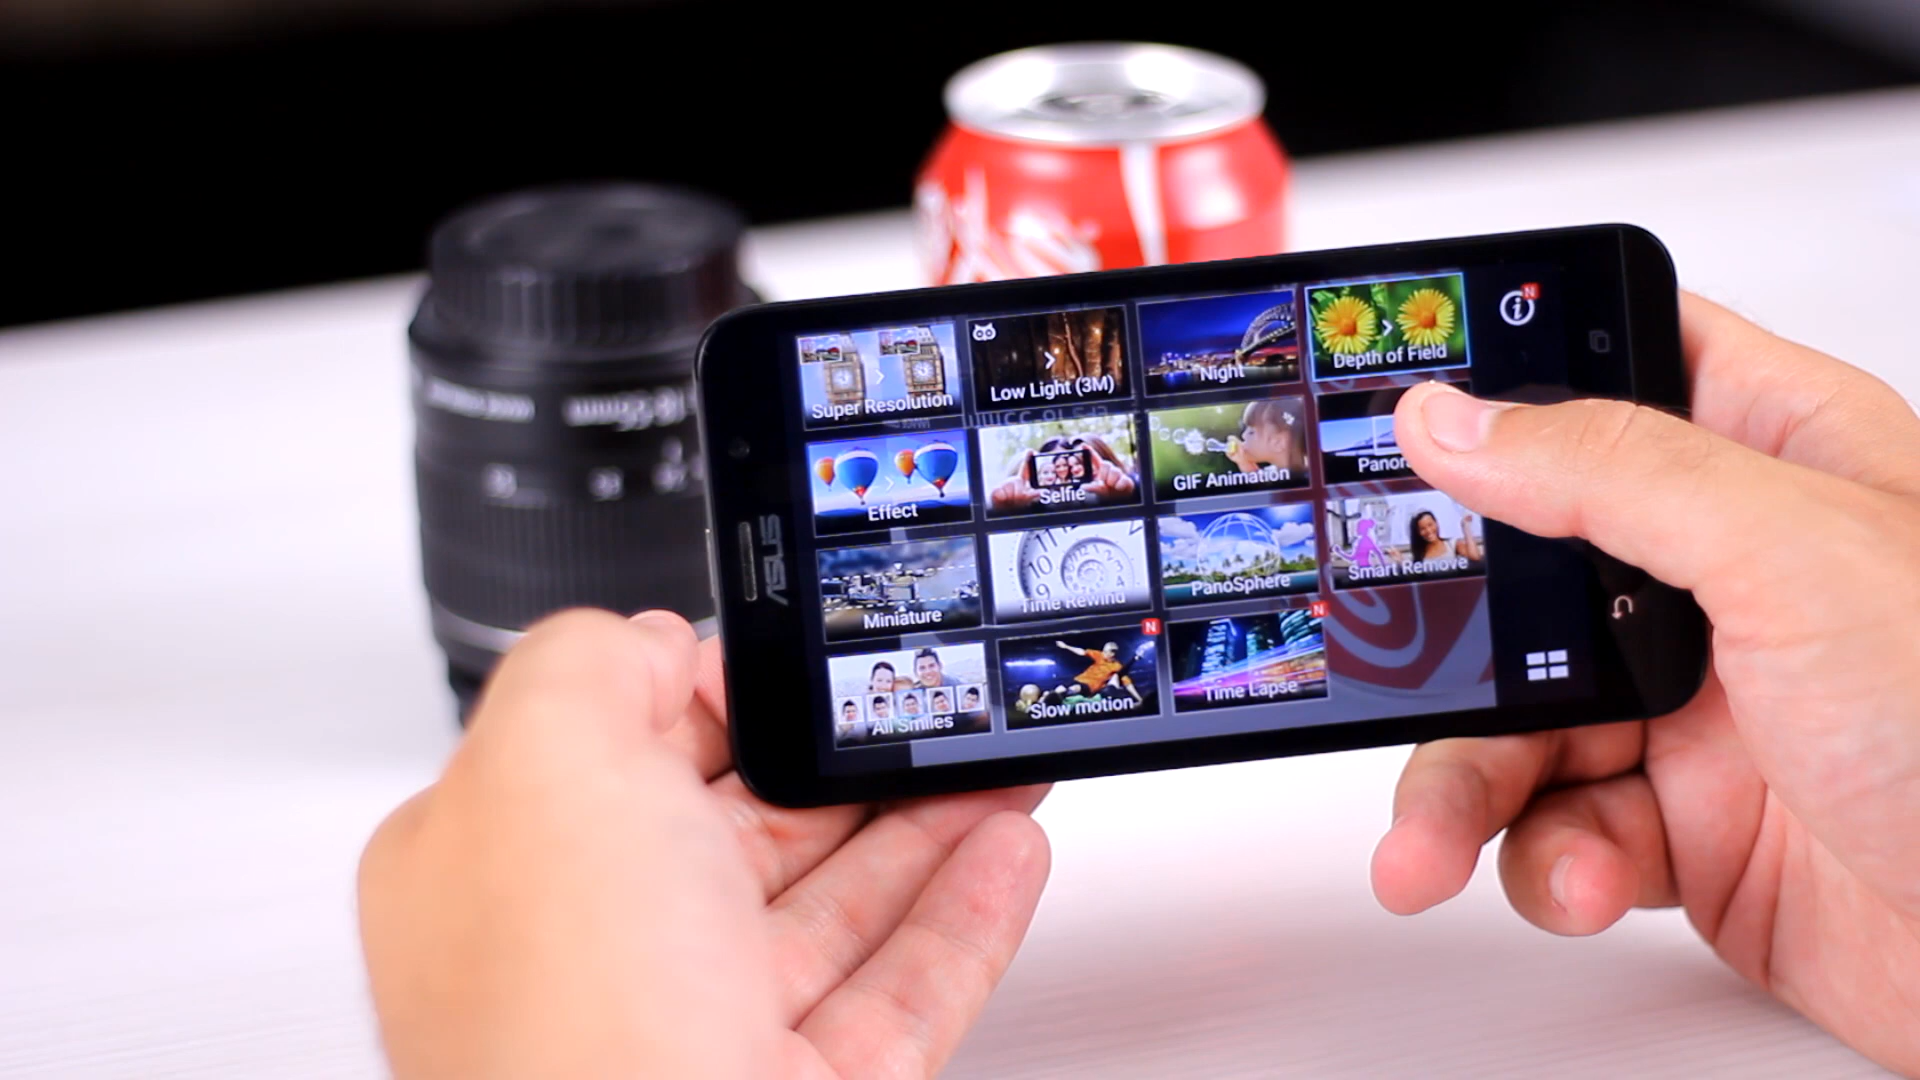 Super Resolution
Low Light (3M)
Night
Depth of Field
N
Effect
Selfie
GIF Animation
Panor
Miniature
Time Rewind
PanoSphere
Smart Remove
All Smiles
N
Slow motion
N
Time Lapse
ASUS